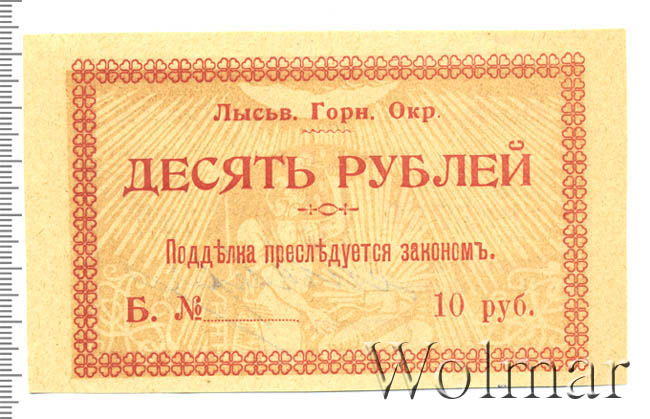 Лысьв. Горн. Окр.
ДЕСЯТЬ РУБЛЕЙ
Поддѣлка преслѣдуется закономъ.
Б. № 10 руб.
Wolmar